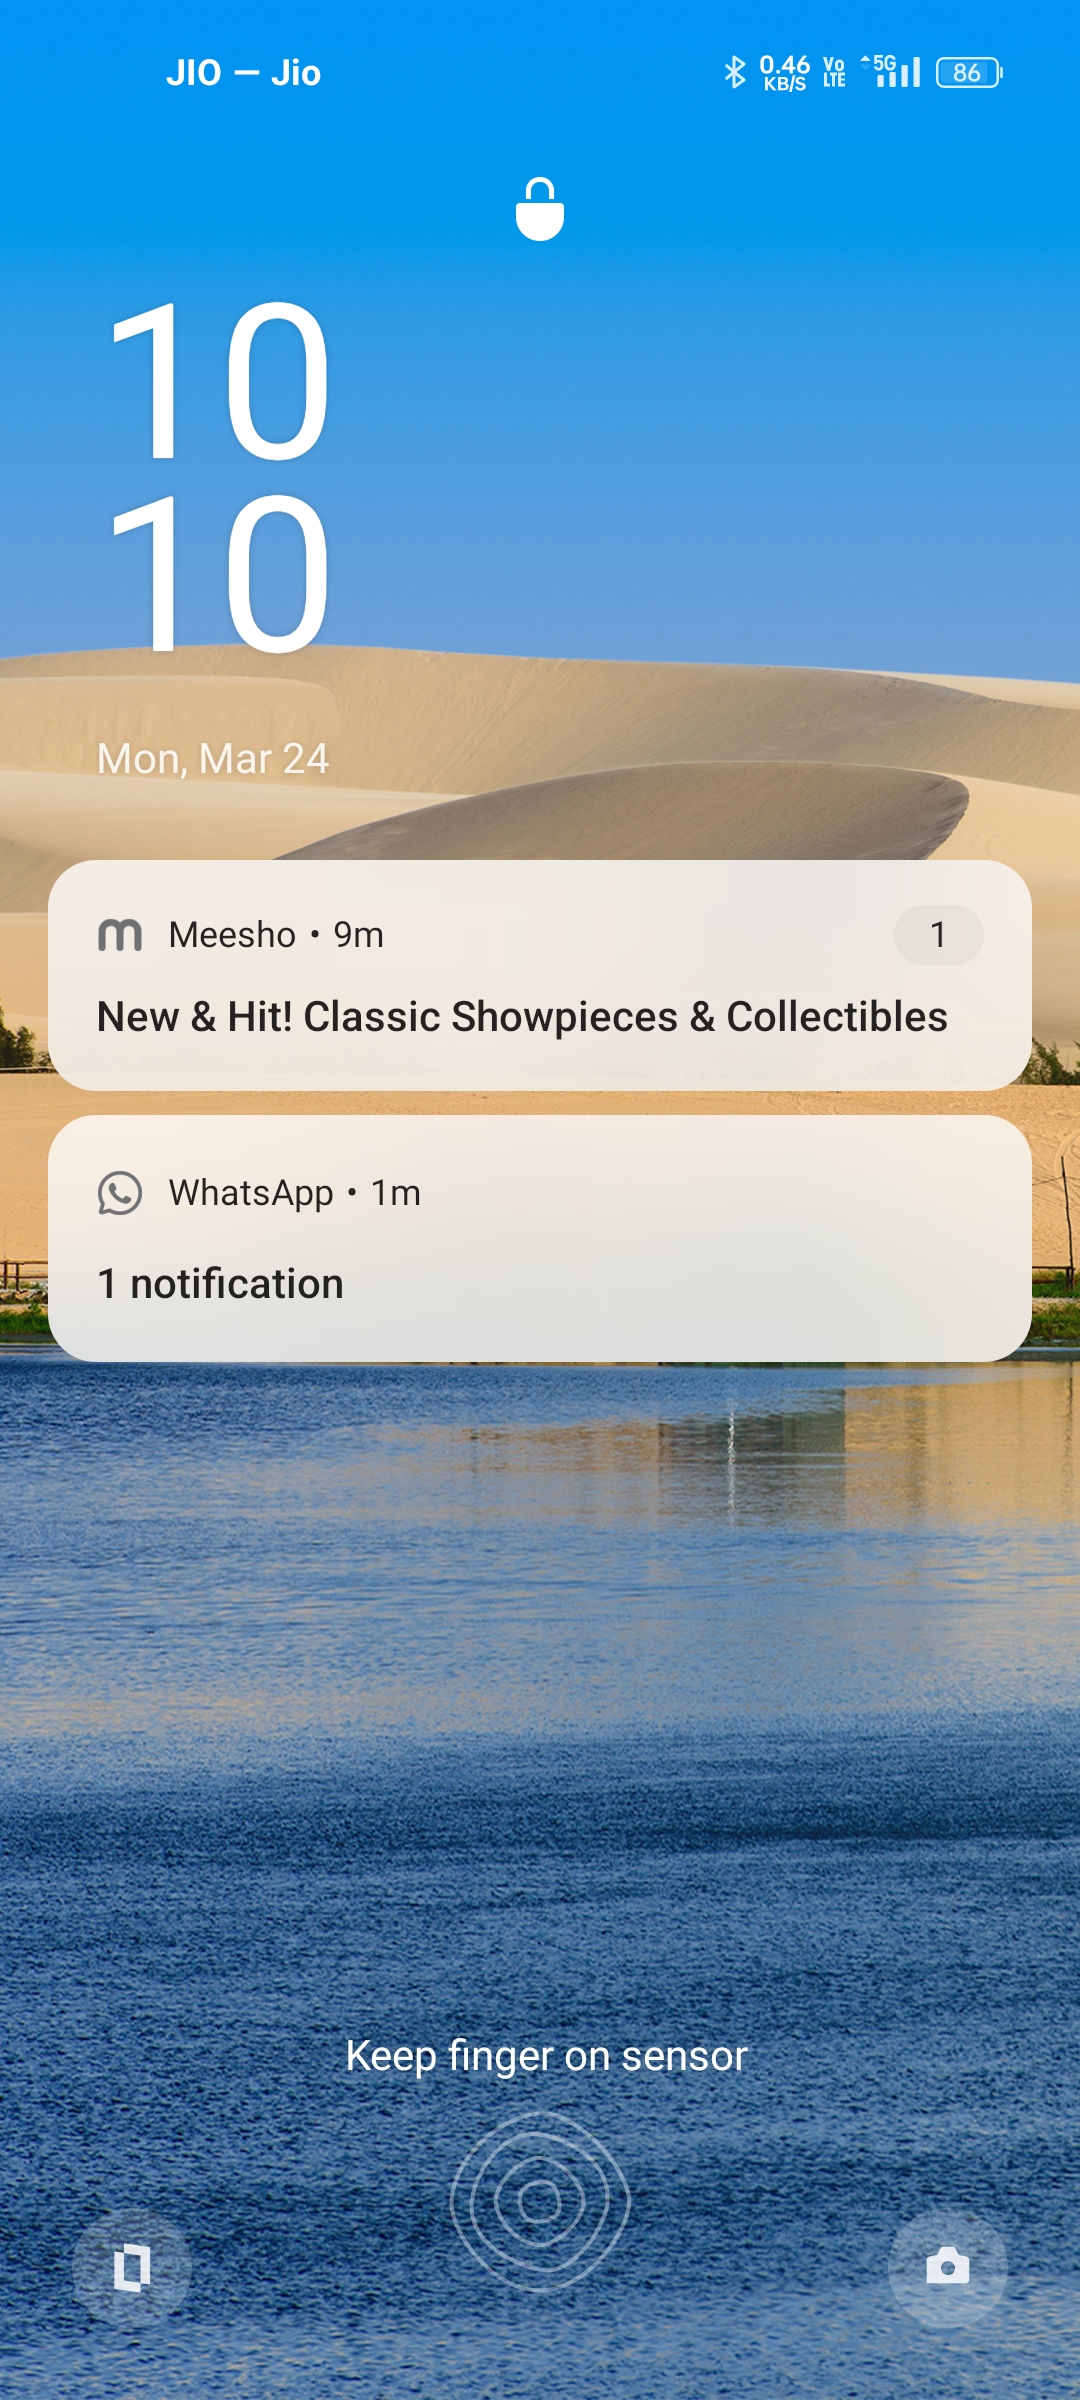 JIO — Jio
0.46 KB/S Vo LTE 5G 86
10
10
Mon, Mar 24
Meesho • 9m 1
New & Hit! Classic Showpieces & Collectibles
WhatsApp • 1m
1 notification
Keep finger on sensor